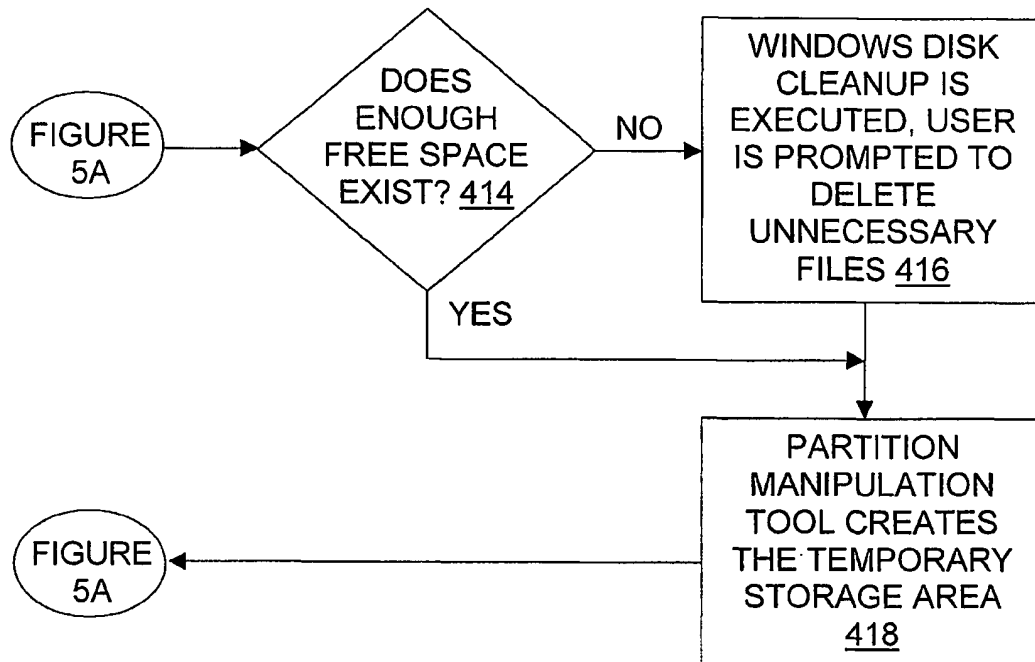 FIGURE
5A
DOES
ENOUGH
FREE SPACE
EXIST? 414
NO
WINDOWS DISK
CLEANUP IS
EXECUTED, USER
IS PROMPTED TO
DELETE
UNNECESSARY
FILES 416
YES
PARTITION
MANIPULATION
TOOL CREATES
THE TEMPORARY
STORAGE AREA
418
FIGURE
5A